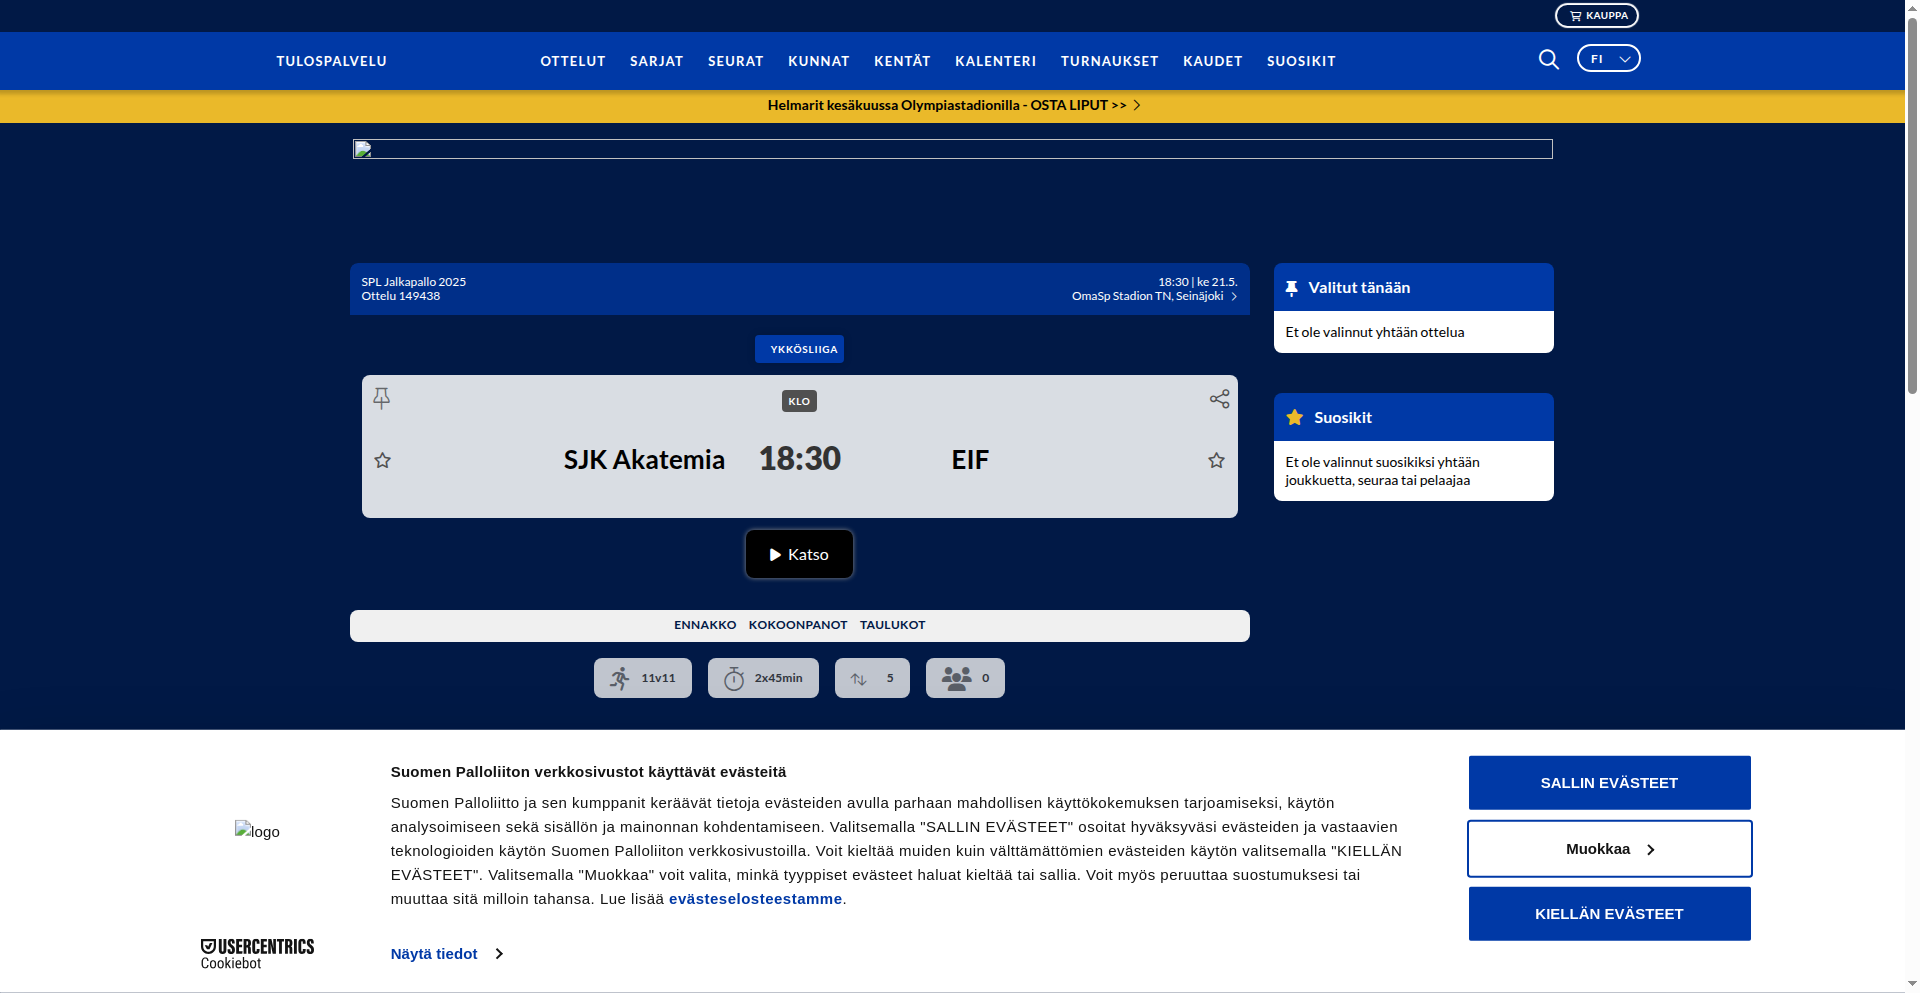 KAUPPA
TULOSPALVELU OTTELUT SARJAT SEURAT KUNNAT KENTÄT KALENTERI TURNAUKSET KAUDET SUOSIKIT FI
Helmarit kesäkuussa Olympiastadionilla - OSTA LIPUT >>
SPL Jalkapallo 2025 18:30 | ke 21.5.
Ottelu 149438 OmaSp Stadion TN, Seinäjoki
YKKÖSLIIGA
KLO
SJK Akatemia 18:30 EIF
Katso
ENNAKKO KOKOONPANOT TAULUKOT
11v11 2x45min 5 0
Valitut tänään
Et ole valinnut yhtään ottelua
Suosikit
Et ole valinnut suosikiksi yhtään
joukkuetta, seuraa tai pelaajaa
logo
USERCENTRICS
Cookiebot
Suomen Palloliiton verkkosivustot käyttävät evästeitä
Suomen Palloliitto ja sen kumppanit keräävät tietoja evästeiden avulla parhaan mahdollisen käyttökokemuksen tarjoamiseksi, käytön
analysoimiseen sekä sisällön ja mainonnan kohdentamiseen. Valitsemalla "SALLIN EVÄSTEET" osoitat hyväksyväsi evästeiden ja vastaavien
teknologioiden käytön Suomen Palloliiton verkkosivustoilla. Voit kieltää muiden kuin välttämättömien evästeiden käytön valitsemalla "KIELLÄN
EVÄSTEET". Valitsemalla "Muokkaa" voit valita, minkä tyyppiset evästeet haluat kieltää tai sallia. Voit myös peruuttaa suostumuksesi tai
muuttaa sitä milloin tahansa. Lue lisää evästeselosteestamme.
Näytä tiedot
SALLIN EVÄSTEET
Muokkaa
KIELLÄN EVÄSTEET